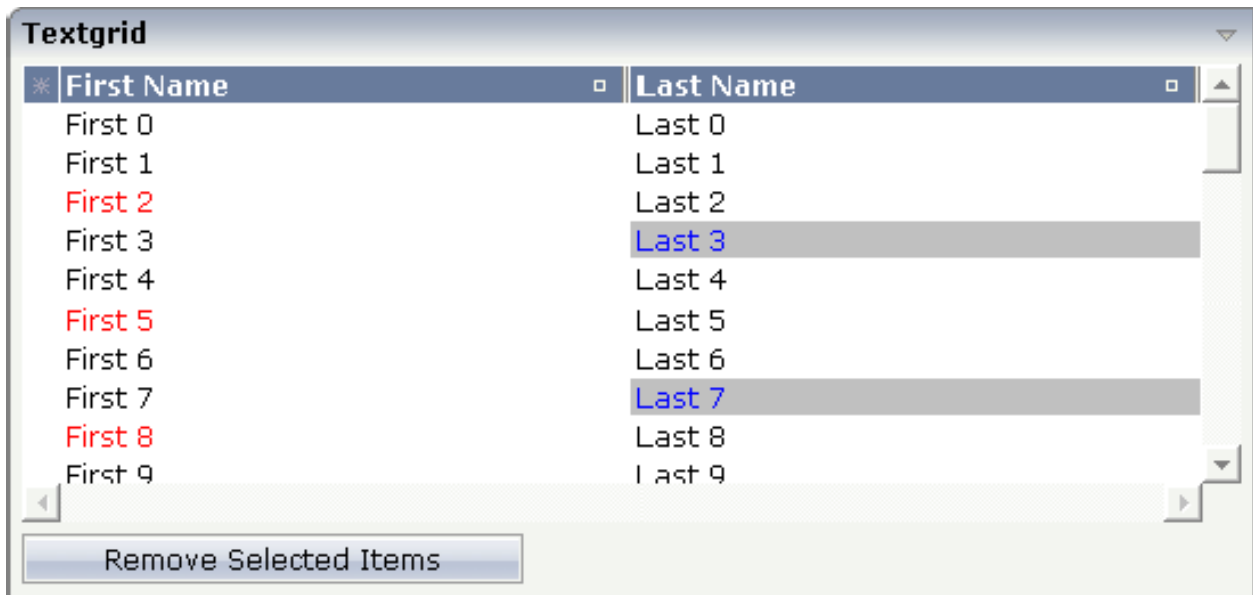 Textgrid
First Name Last Name
First 0 Last 0
First 1 Last 1
First 2 Last 2
First 3 Last 3
First 4 Last 4
First 5 Last 5
First 6 Last 6
First 7 Last 7
First 8 Last 8
First 9 Last 9
Remove Selected Items